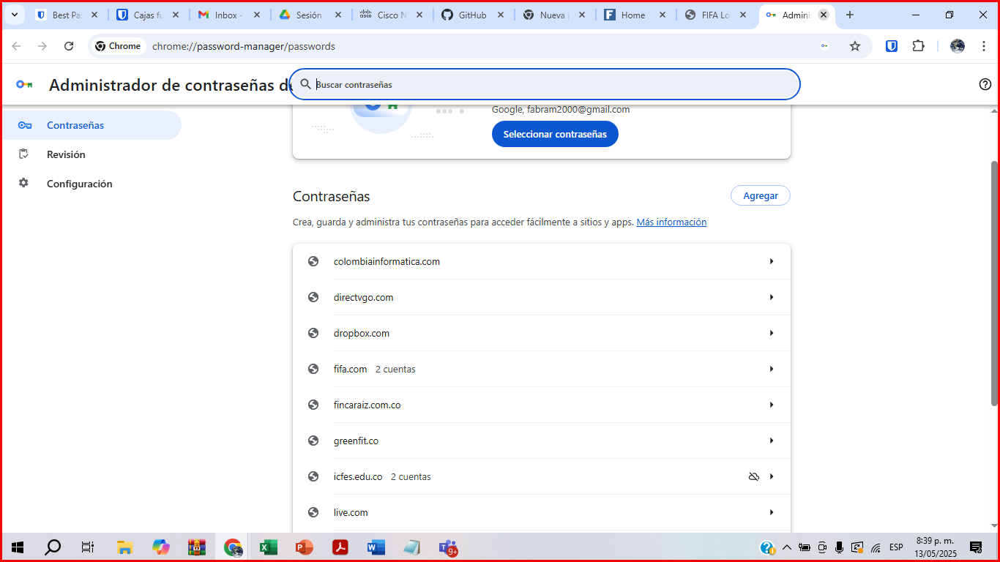 Best Pa
Cajas fu
Inbox -
Sesión
cisco
Cisco N
GitHub
Nueva
Home
FIFA Lo
Admini
Chrome
chrome://password-manager/passwords
Administrador de contraseñas de
Buscar contraseñas
Contraseñas
Revisión
Configuración
Google, fabram2000@gmail.com
Seleccionar contraseñas
Contraseñas
Agregar
Crea, guarda y administra tus contraseñas para acceder fácilmente a sitios y apps. Más información
colombiainformatica.com
directvgo.com
dropbox.com
fifa.com 2 cuentas
fincaraiz.com.co
greenfit.co
icfes.edu.co 2 cuentas
live.com
9+
ESP
8:39 p. m.
13/05/2025